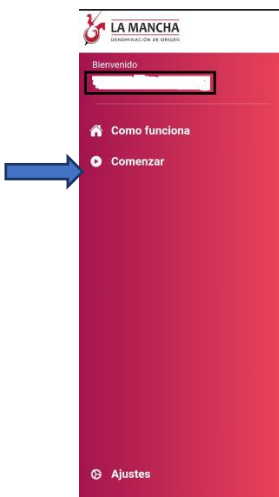 LA MANCHA
DENOMINACIÓN DE ORIGEN
Bienvenido
Como funciona
Comenzar
Ajustes